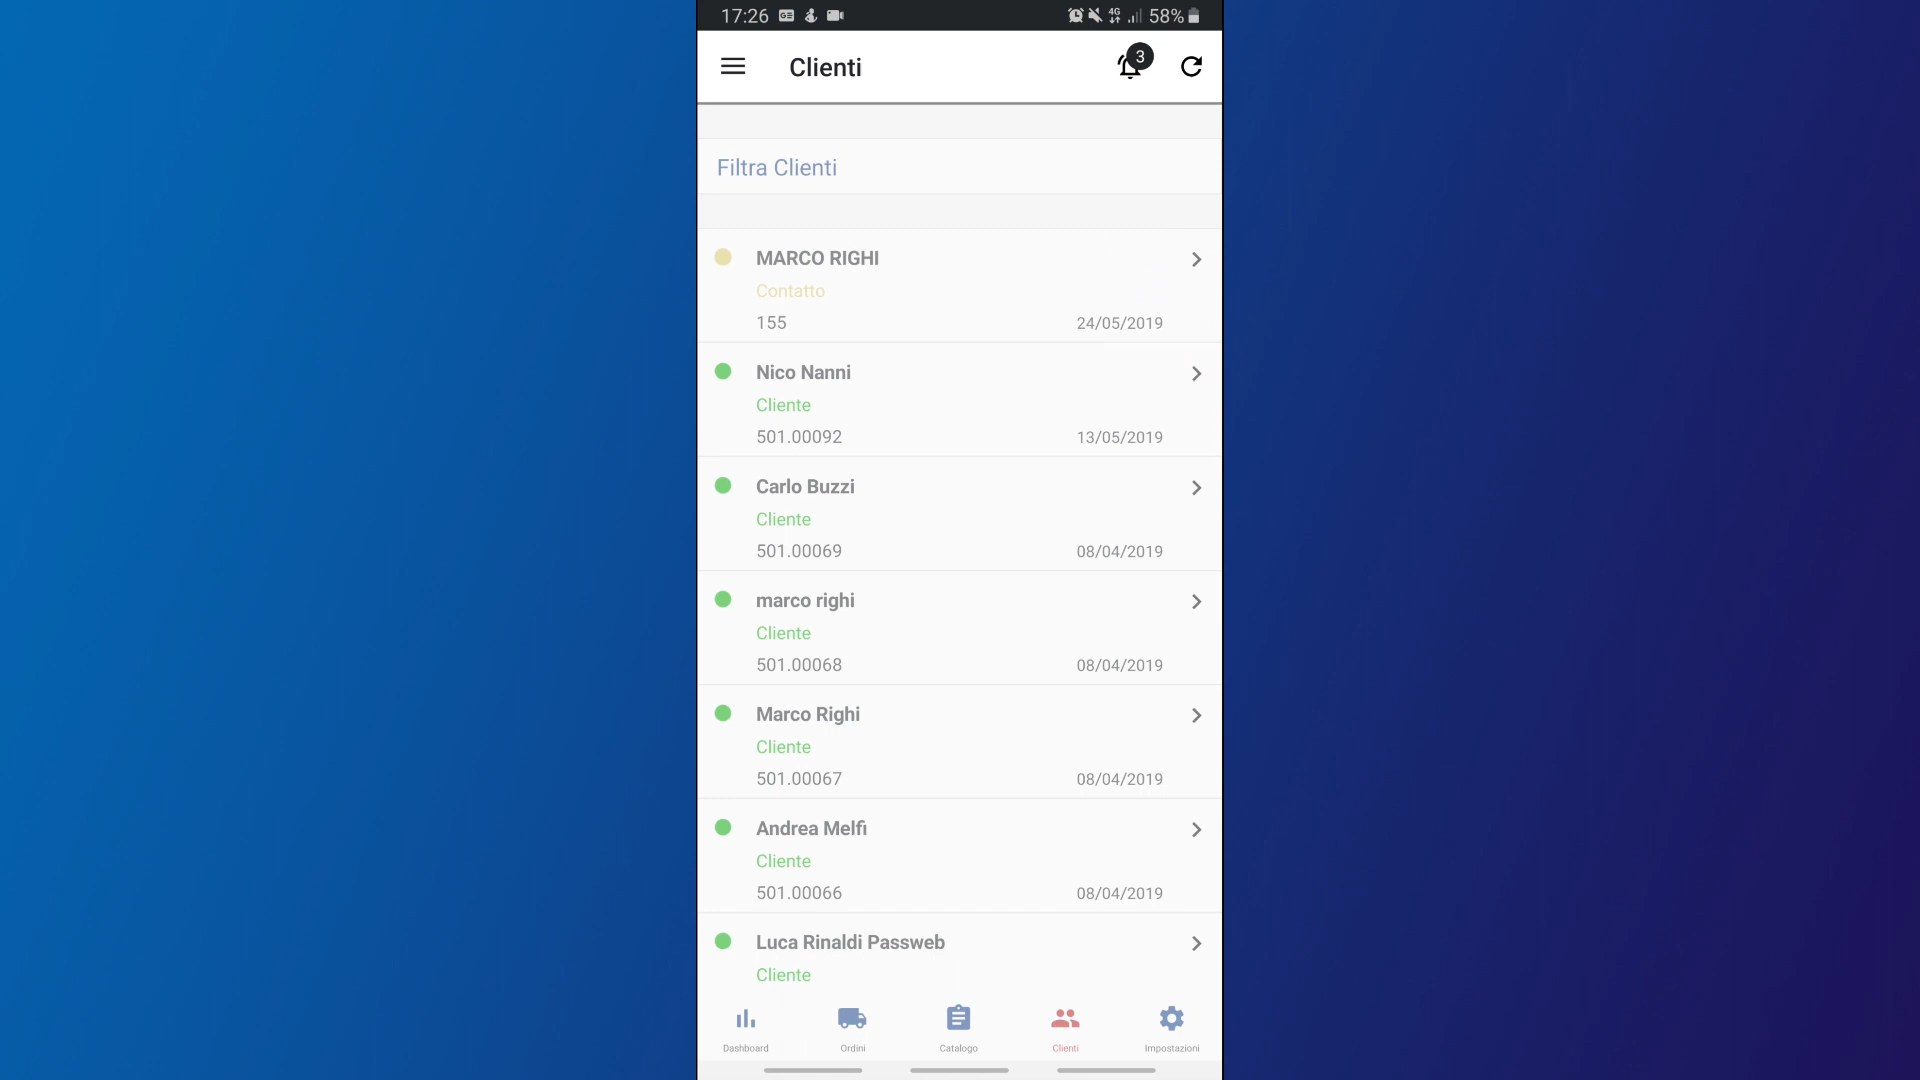 17:26 4G 58%
Clienti 3
Filtra Clienti
MARCO RIGHI
Contatto
155 24/05/2019
Nico Nanni
Cliente
501.00092 13/05/2019
Carlo Buzzi
Cliente
501.00069 08/04/2019
marco righi
Cliente
501.00068 08/04/2019
Marco Righi
Cliente
501.00067 08/04/2019
Andrea Melfi
Cliente
501.00066 08/04/2019
Luca Rinaldi Passweb
Cliente
Dashboard Ordini Catalogo Clienti Impostazioni